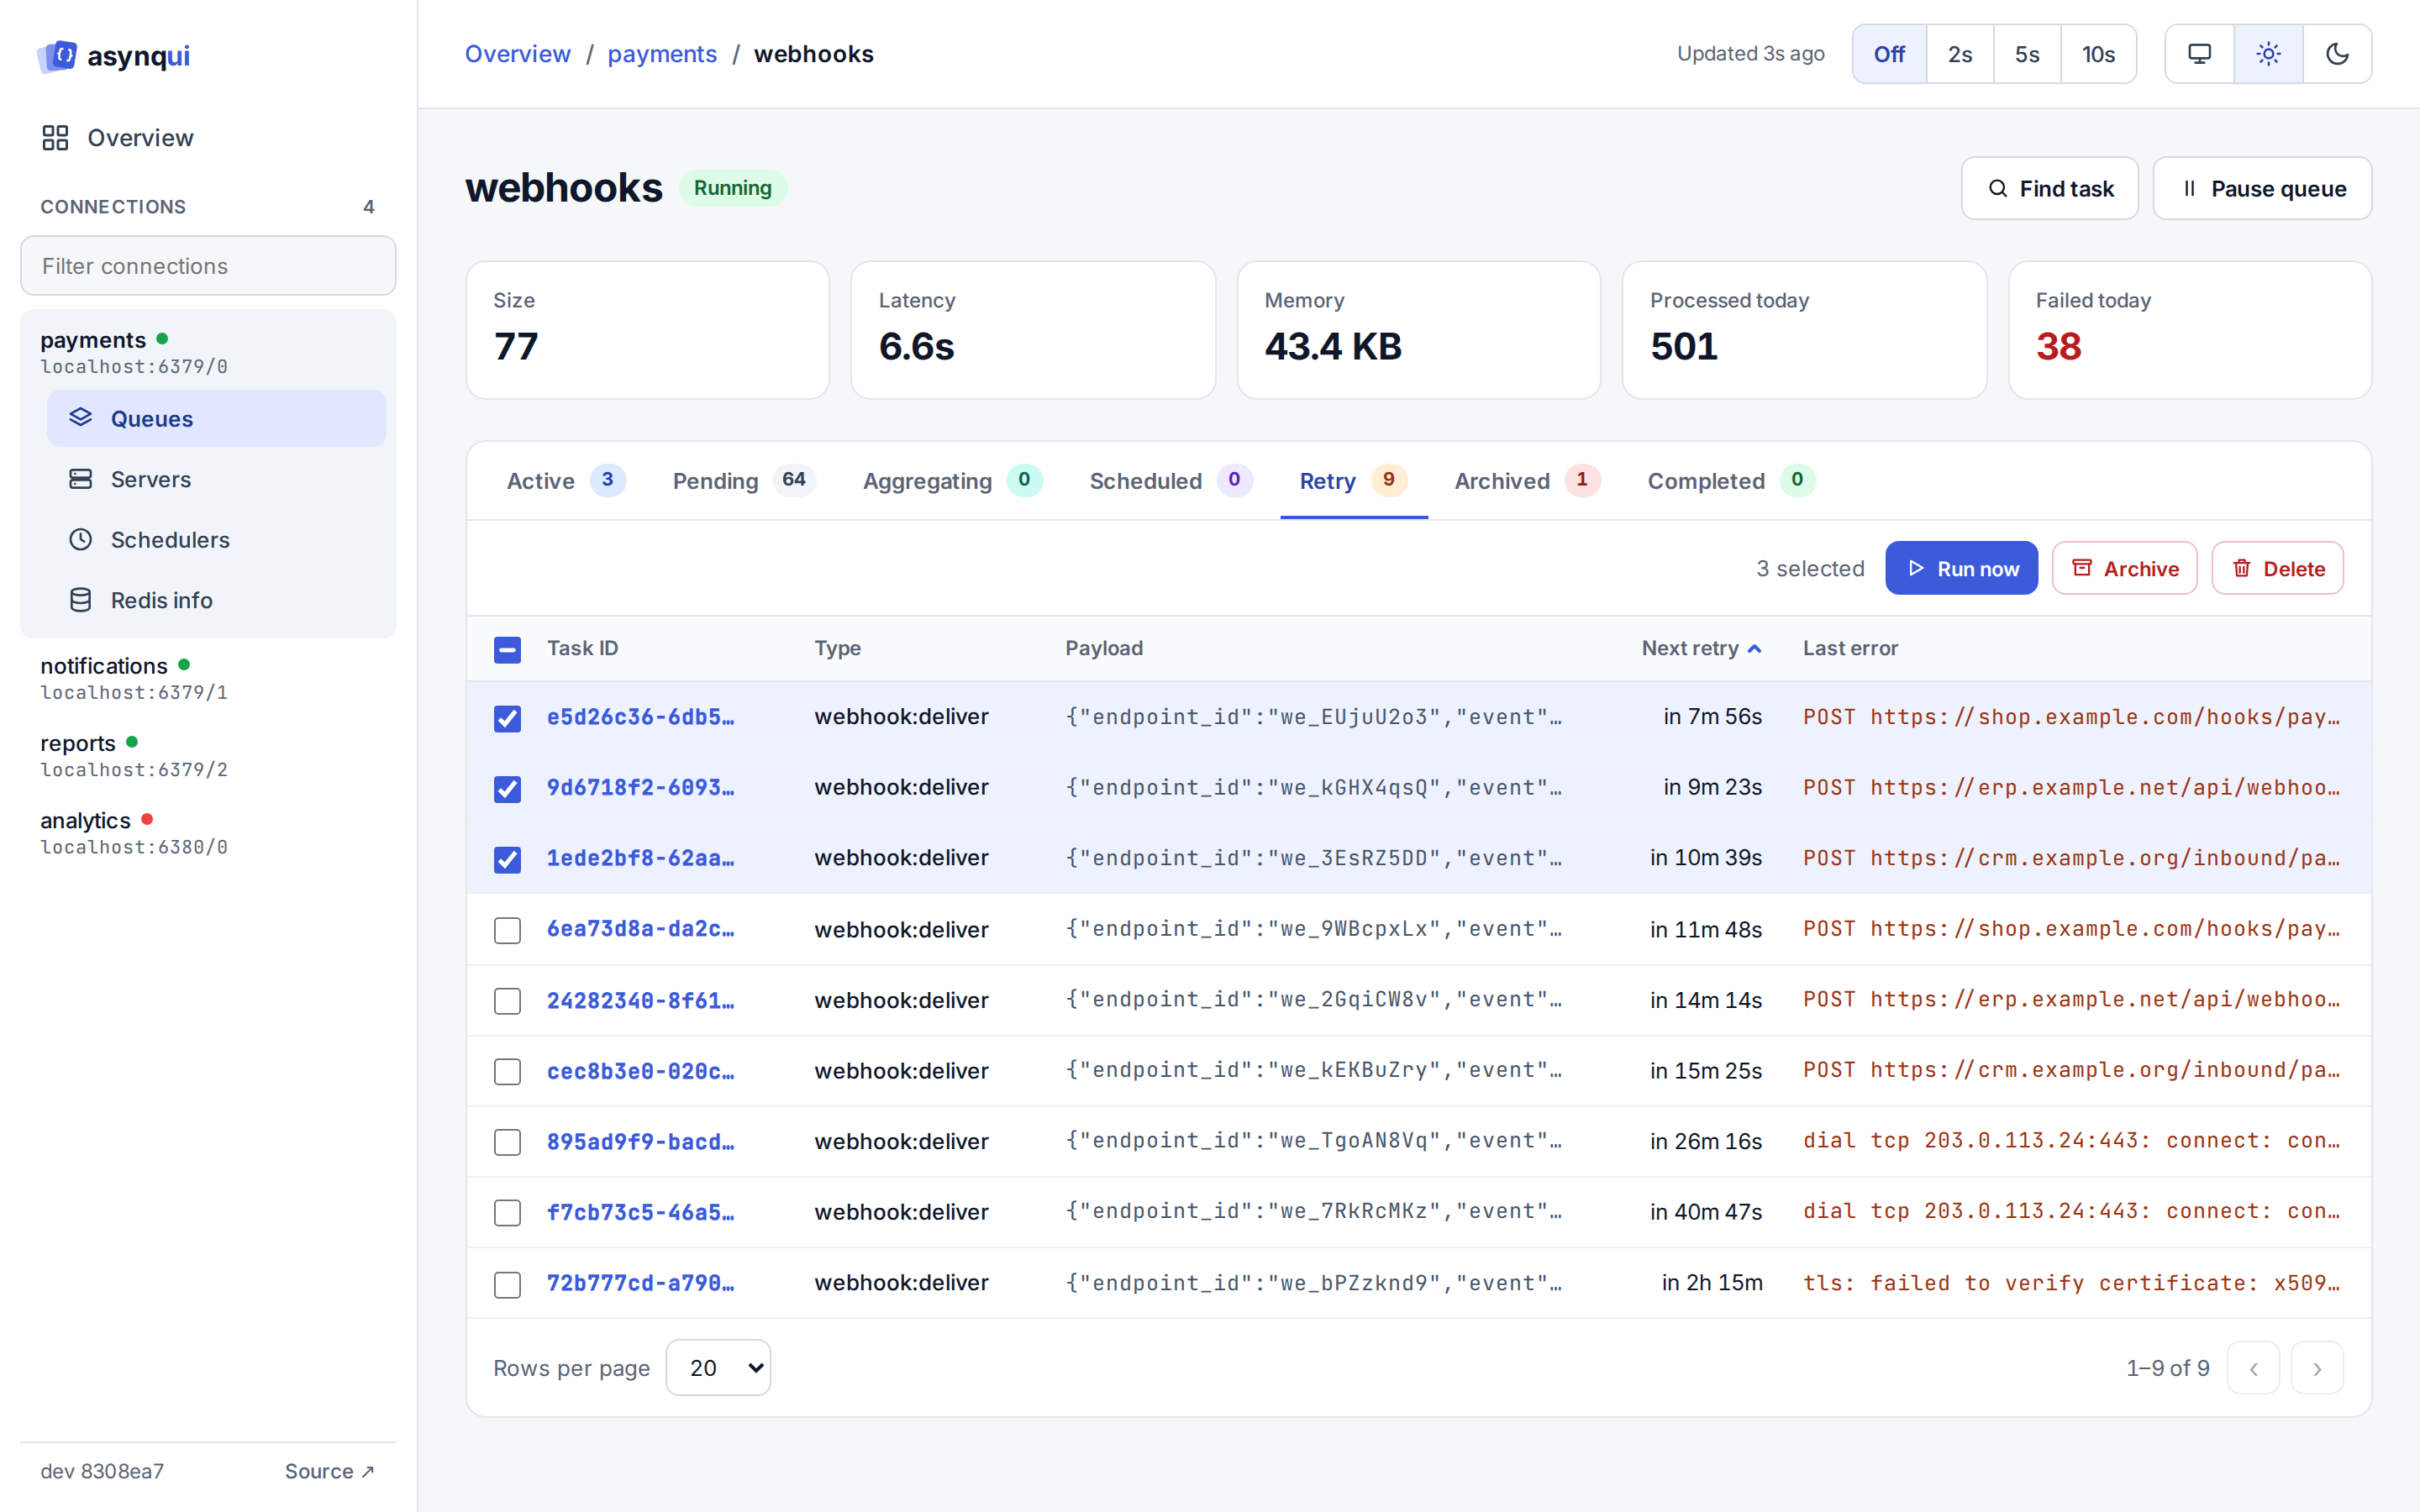 asynqui
Overview
CONNECTIONS 4
Filter connections
payments
localhost:6379/0
Queues
Servers
Schedulers
Redis info
notifications
localhost:6379/1
reports
localhost:6379/2
analytics
localhost:6380/0
dev 8308ea7 Source ↗
Overview / payments / webhooks Updated 3s ago Off 2s 5s 10s
webhooks Running Find task Pause queue
Size Latency Memory Processed today Failed today
77 6.6s 43.4 KB 501 38
Active 3 Pending 64 Aggregating 0 Scheduled 0 Retry 9 Archived 1 Completed 0
3 selected Run now Archive Delete
Task ID Type Payload Next retry Last error
e5d26c36-6db5… webhook:deliver {"endpoint_id":"we_EUjuU2o3","event"… in 7m 56s POST https://shop.example.com/hooks/pay…
9d6718f2-6093… webhook:deliver {"endpoint_id":"we_kGHX4qsQ","event"… in 9m 23s POST https://erp.example.net/api/webhoo…
1ede2bf8-62aa… webhook:deliver {"endpoint_id":"we_3EsRZ5DD","event"… in 10m 39s POST https://crm.example.org/inbound/pa…
6ea73d8a-da2c… webhook:deliver {"endpoint_id":"we_9WBcpxLx","event"… in 11m 48s POST https://shop.example.com/hooks/pay…
24282340-8f61… webhook:deliver {"endpoint_id":"we_2GqiCW8v","event"… in 14m 14s POST https://erp.example.net/api/webhoo…
cec8b3e0-020c… webhook:deliver {"endpoint_id":"we_kEKBuZry","event"… in 15m 25s POST https://crm.example.org/inbound/pa…
895ad9f9-bacd… webhook:deliver {"endpoint_id":"we_TgoAN8Vq","event"… in 26m 16s dial tcp 203.0.113.24:443: connect: con…
f7cb73c5-46a5… webhook:deliver {"endpoint_id":"we_7RkRcMKz","event"… in 40m 47s dial tcp 203.0.113.24:443: connect: con…
72b777cd-a790… webhook:deliver {"endpoint_id":"we_bPZzknd9","event"… in 2h 15m tls: failed to verify certificate: x509…
Rows per page 20 1–9 of 9 ‹ ›